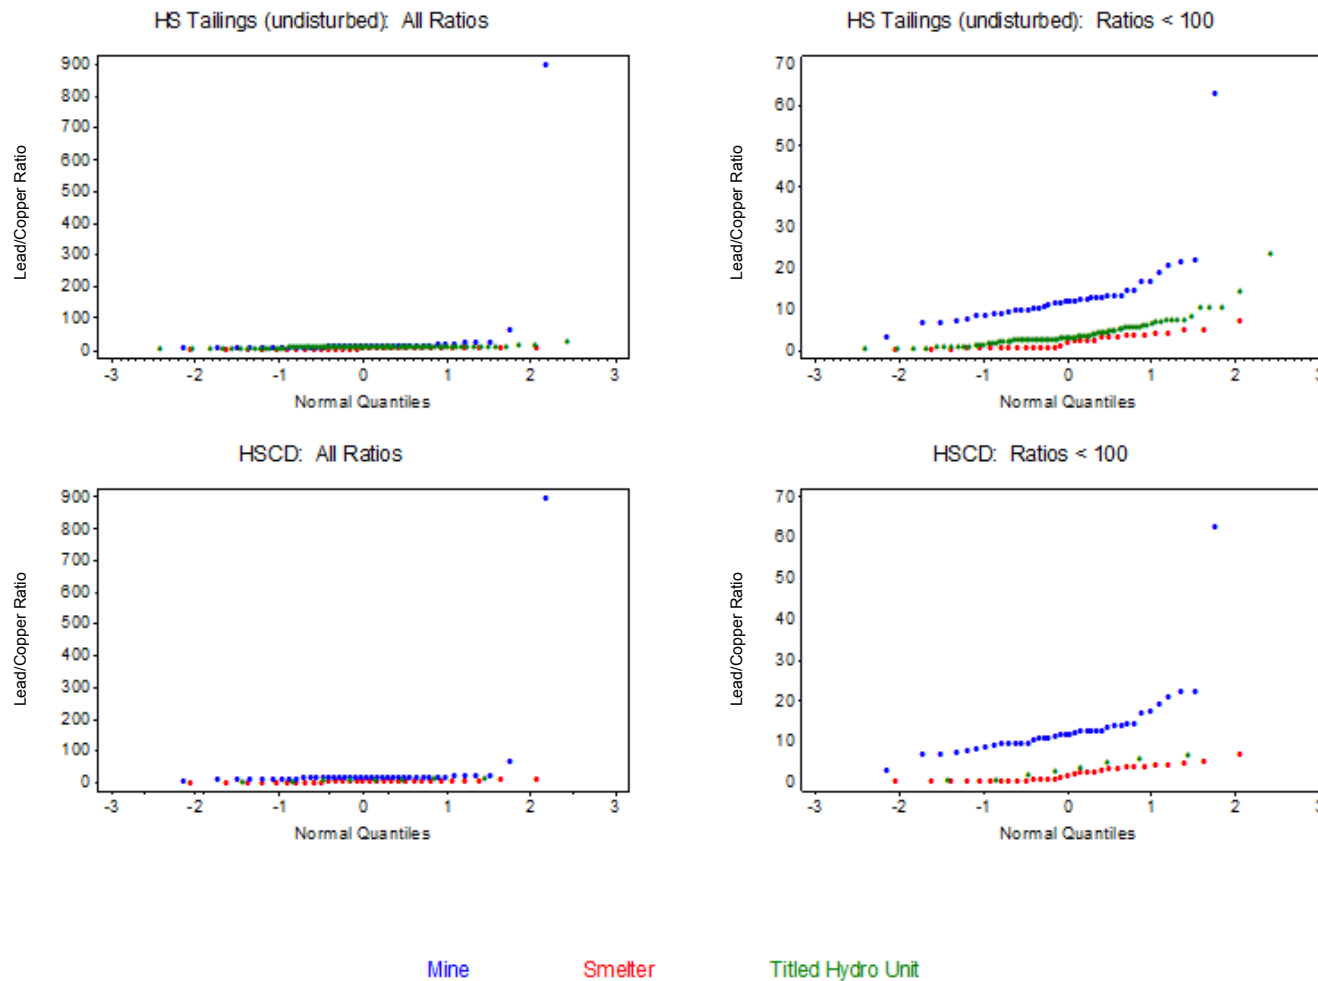 HS Tailings (undisturbed): All Ratios
HS Tailings (undisturbed): Ratios < 100
Lead/Copper Ratio
900
800
700
600
500
400
300
200
100
0
-3 -2 -1 0 1 2 3
Normal Quantiles
Lead/Copper Ratio
70
60
50
40
30
20
10
0
-3 -2 -1 0 1 2 3
Normal Quantiles
HSCD: All Ratios
HSCD: Ratios < 100
Lead/Copper Ratio
900
800
700
600
500
400
300
200
100
0
-3 -2 -1 0 1 2 3
Normal Quantiles
Lead/Copper Ratio
70
60
50
40
30
20
10
0
-3 -2 -1 0 1 2 3
Normal Quantiles
Mine Smelter Titled Hydro Unit